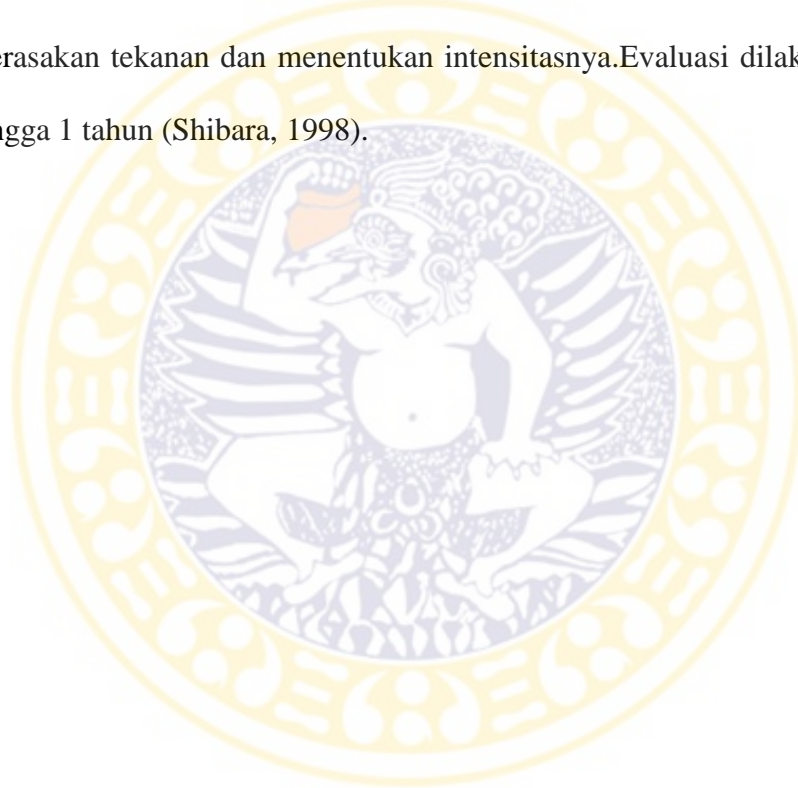 erasakan tekanan dan menentukan intensitasnya.Evaluasi dilak
ngga 1 tahun (Shibara, 1998).